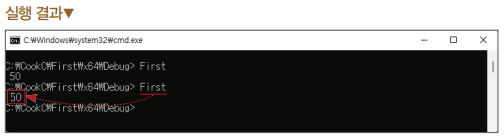 실행 결과▼
C:\Windows\system32\cmd.exe
C:₩CookC₩First₩x64₩Debug> First
50
C:₩CookC₩First₩x64₩Debug> First
50
C:₩CookC₩First₩x64₩Debug>